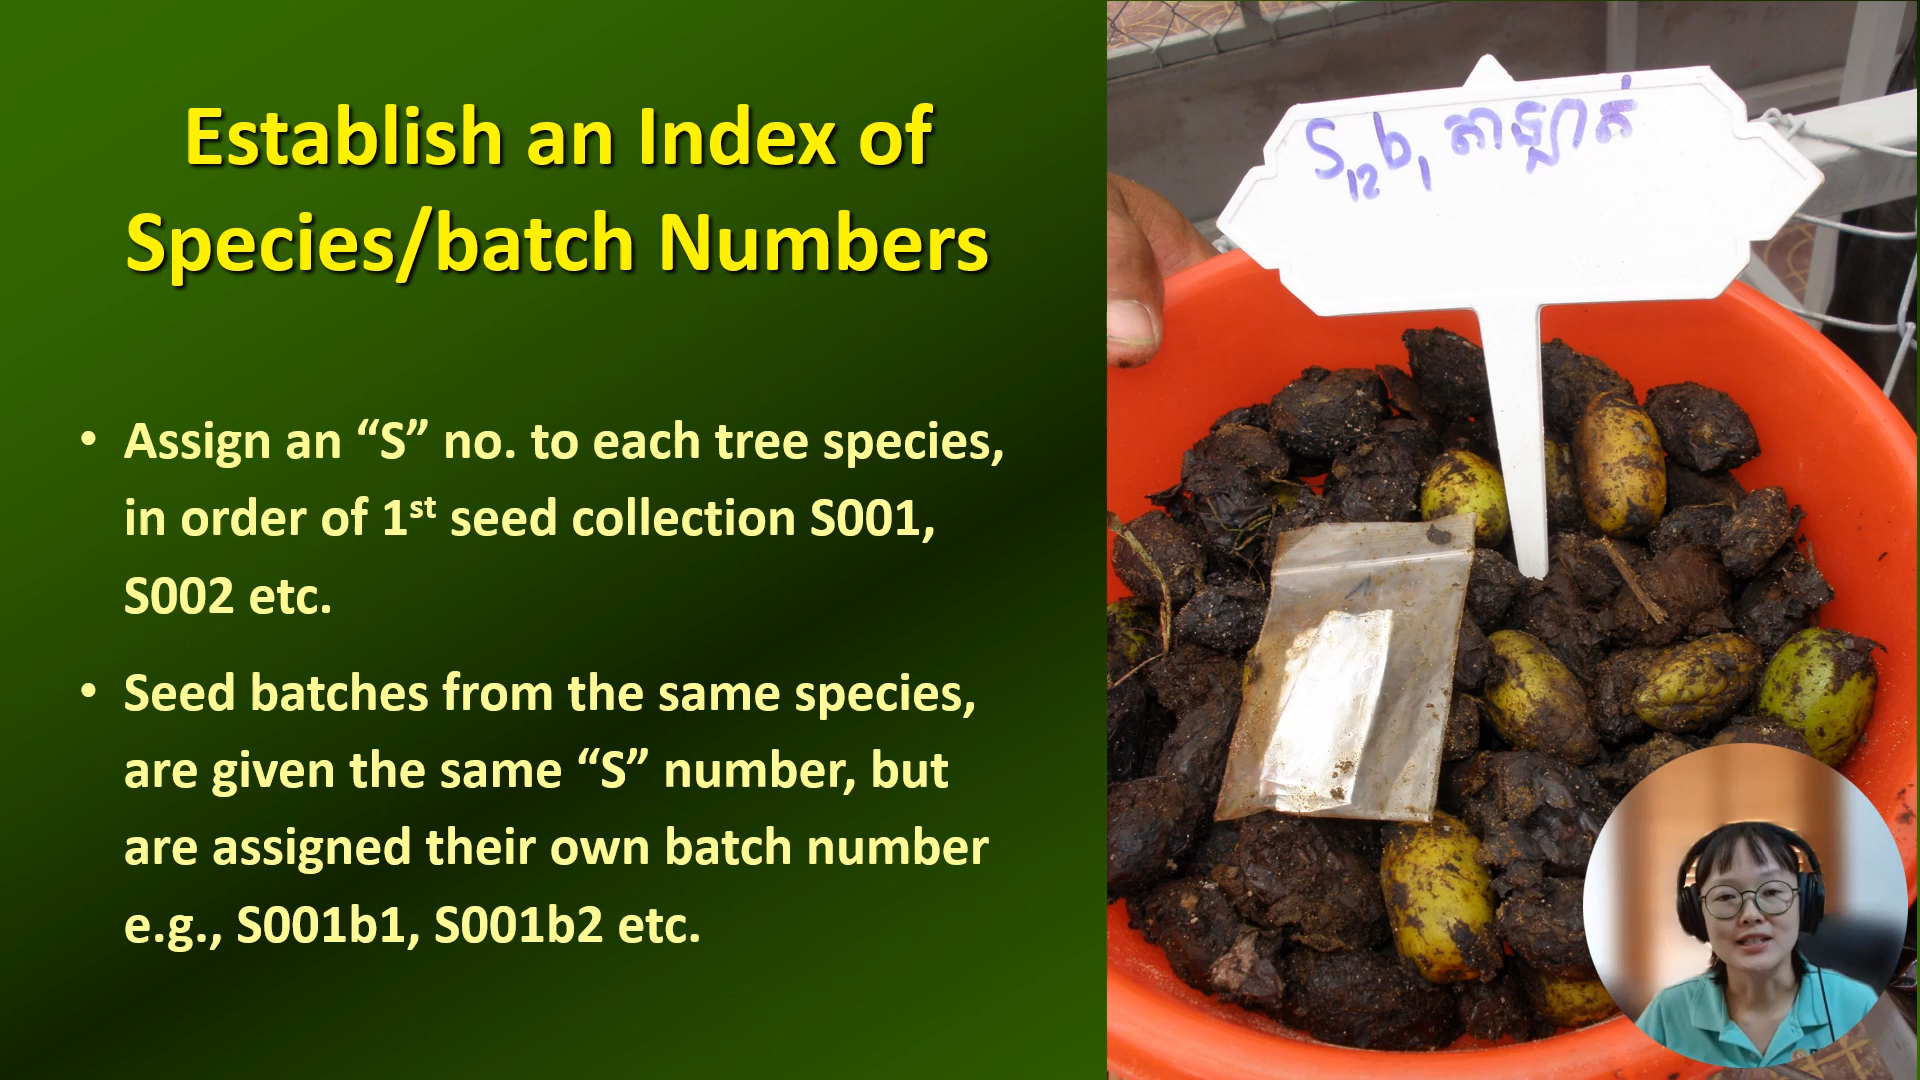 Establish an Index of
Species/batch Numbers
• Assign an “S” no. to each tree species,
in order of 1st seed collection S001,
S002 etc.
• Seed batches from the same species,
are given the same “S” number, but
are assigned their own batch number
e.g., S001b1, S001b2 etc.
S12b1